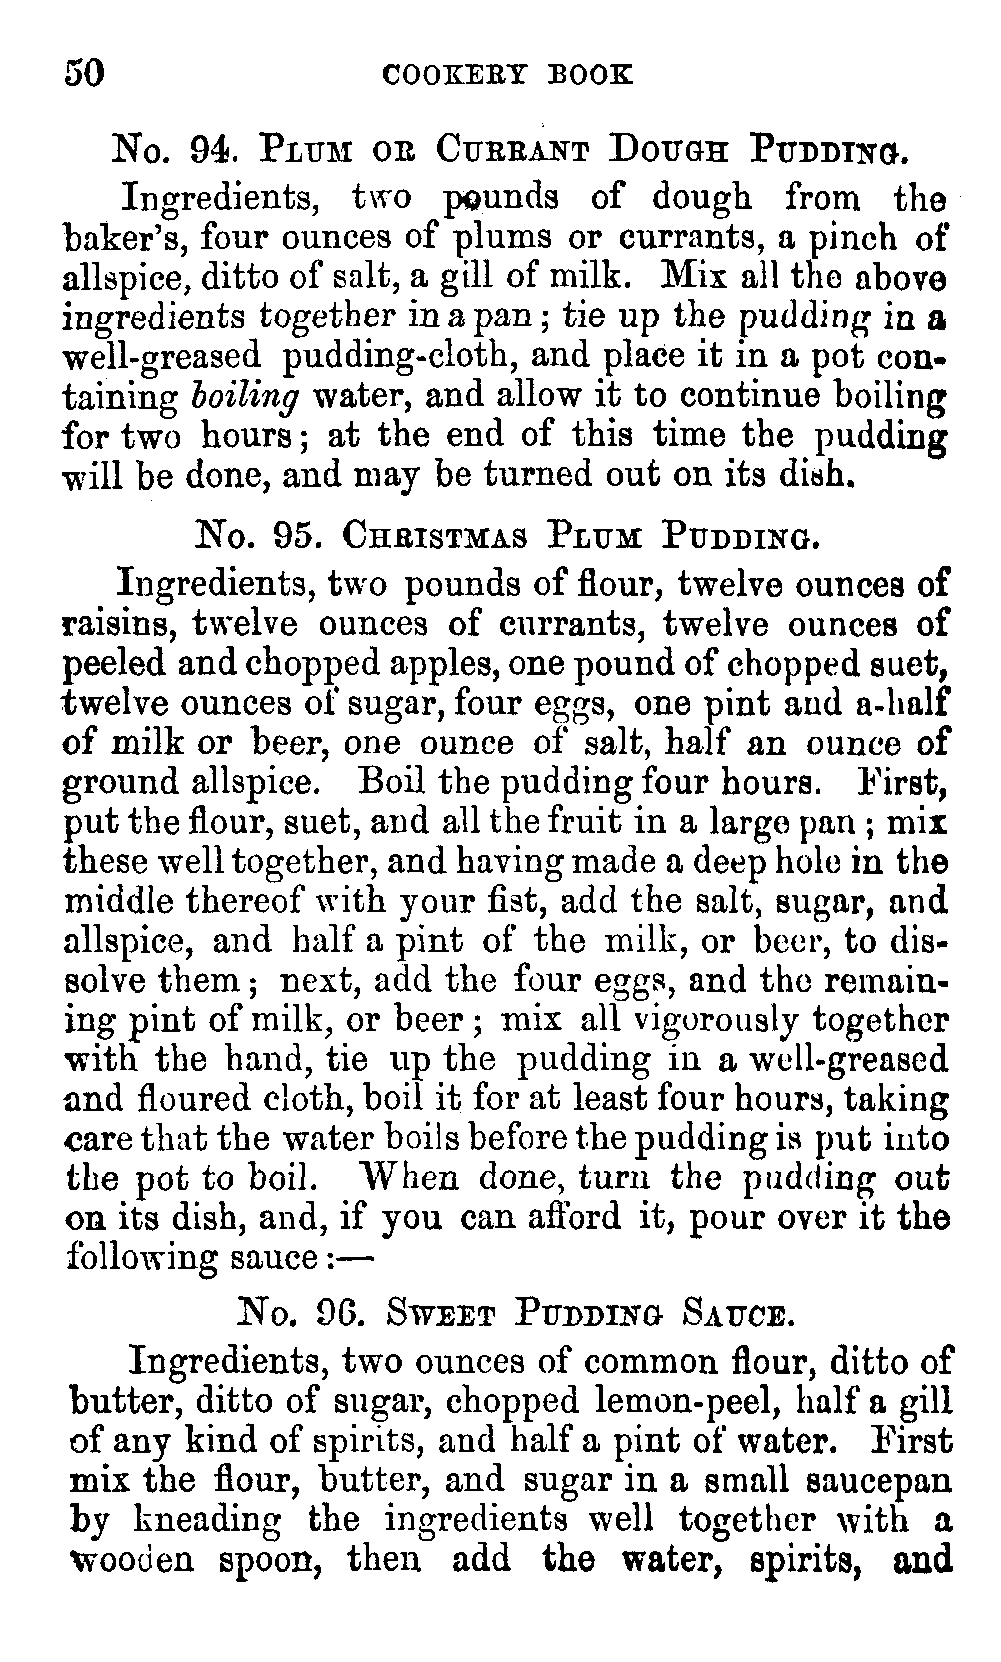 50 COOKERY BOOK
No. 94. Plum or Currant Dough Pudding.
Ingredients, two pounds of dough from the
baker's, four ounces of plums or currants, a pinch of
allspice, ditto of salt, a gill of milk. Mix all the above
ingredients together in a pan; tie up the pudding in a
well-greased pudding-cloth, and place it in a pot con-
taining boiling water, and allow it to continue boiling
for two hours; at the end of this time the pudding
will be done, and may be turned out on its dish.
No. 95. Christmas Plum Pudding.
Ingredients, two pounds of flour, twelve ounces of
raisins, twelve ounces of currants, twelve ounces of
peeled and chopped apples, one pound of chopped suet,
twelve ounces of sugar, four eggs, one pint and a-half
of milk or beer, one ounce of salt, half an ounce of
ground allspice. Boil the pudding four hours. First,
put the flour, suet, and all the fruit in a large pan; mix
these well together, and having made a deep hole in the
middle thereof with your fist, add the salt, sugar, and
allspice, and half a pint of the milk, or beer, to dis-
solve them; next, add the four eggs, and the remain-
ing pint of milk, or beer; mix all vigorously together
with the hand, tie up the pudding in a well-greased
and floured cloth, boil it for at least four hours, taking
care that the water boils before the pudding is put into
the pot to boil. When done, turn the pudding out
on its dish, and, if you can afford it, pour over it the
following sauce:—
No. 96. Sweet Pudding Sauce.
Ingredients, two ounces of common flour, ditto of
butter, ditto of sugar, chopped lemon-peel, half a gill
of any kind of spirits, and half a pint of water. First
mix the flour, butter, and sugar in a small saucepan
by kneading the ingredients well together with a
wooden spoon, then add the water, spirits, and